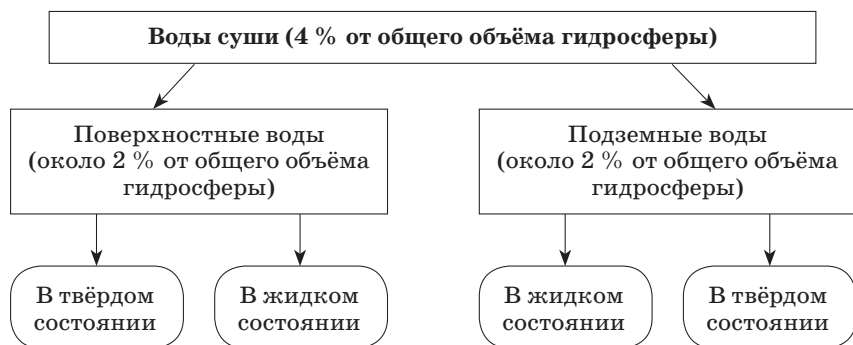 Воды суши (4 % от общего объёма гидросферы)
Поверхностные воды
(около 2 % от общего объёма
гидросферы)
Подземные воды
(около 2 % от общего объёма
гидросферы)
В твёрдом
состоянии
В жидком
состоянии
В жидком
состоянии
В твёрдом
состоянии